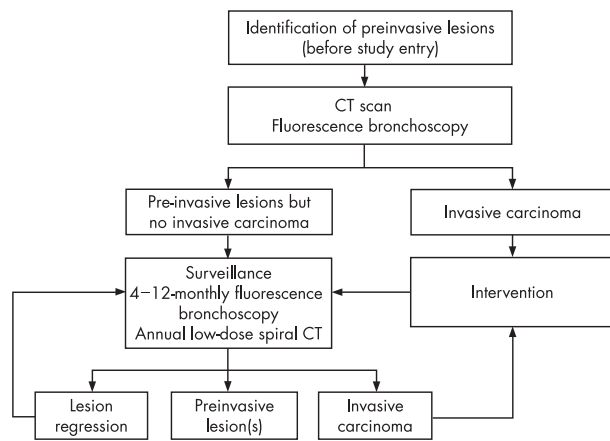 Identification of preinvasive lesions
(before study entry)
CT scan
Fluorescence bronchoscopy
Pre-invasive lesions but
no invasive carcinoma
Invasive carcinoma
Surveillance
4–12-monthly fluorescence
bronchoscopy
Annual low-dose spiral CT
Intervention
Lesion
regression
Preinvasive
lesion(s)
Invasive
carcinoma